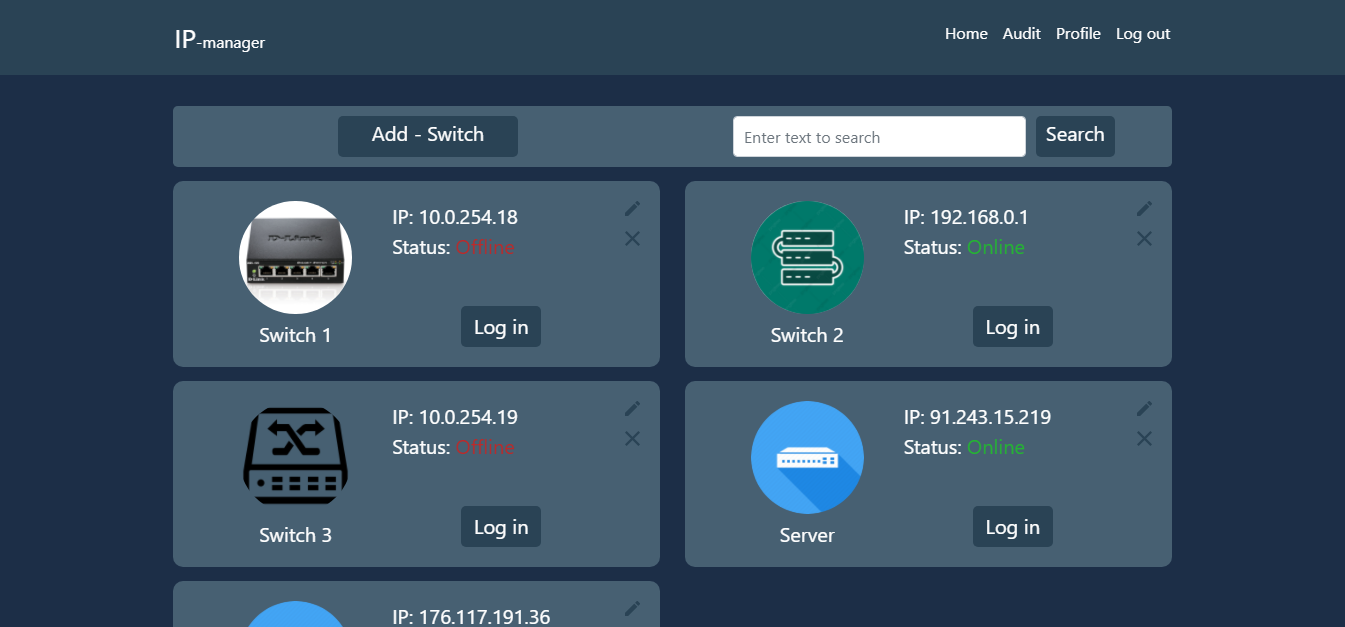 IP-manager
Home Audit Profile Log out
Add - Switch
Enter text to search
Search
IP: 10.0.254.18
Status: Offline
D-Link
Switch 1
Log in
IP: 192.168.0.1
Status: Online
Switch 2
Log in
IP: 10.0.254.19
Status: Offline
Switch 3
Log in
IP: 91.243.15.219
Status: Online
Server
Log in
IP: 176.117.191.36